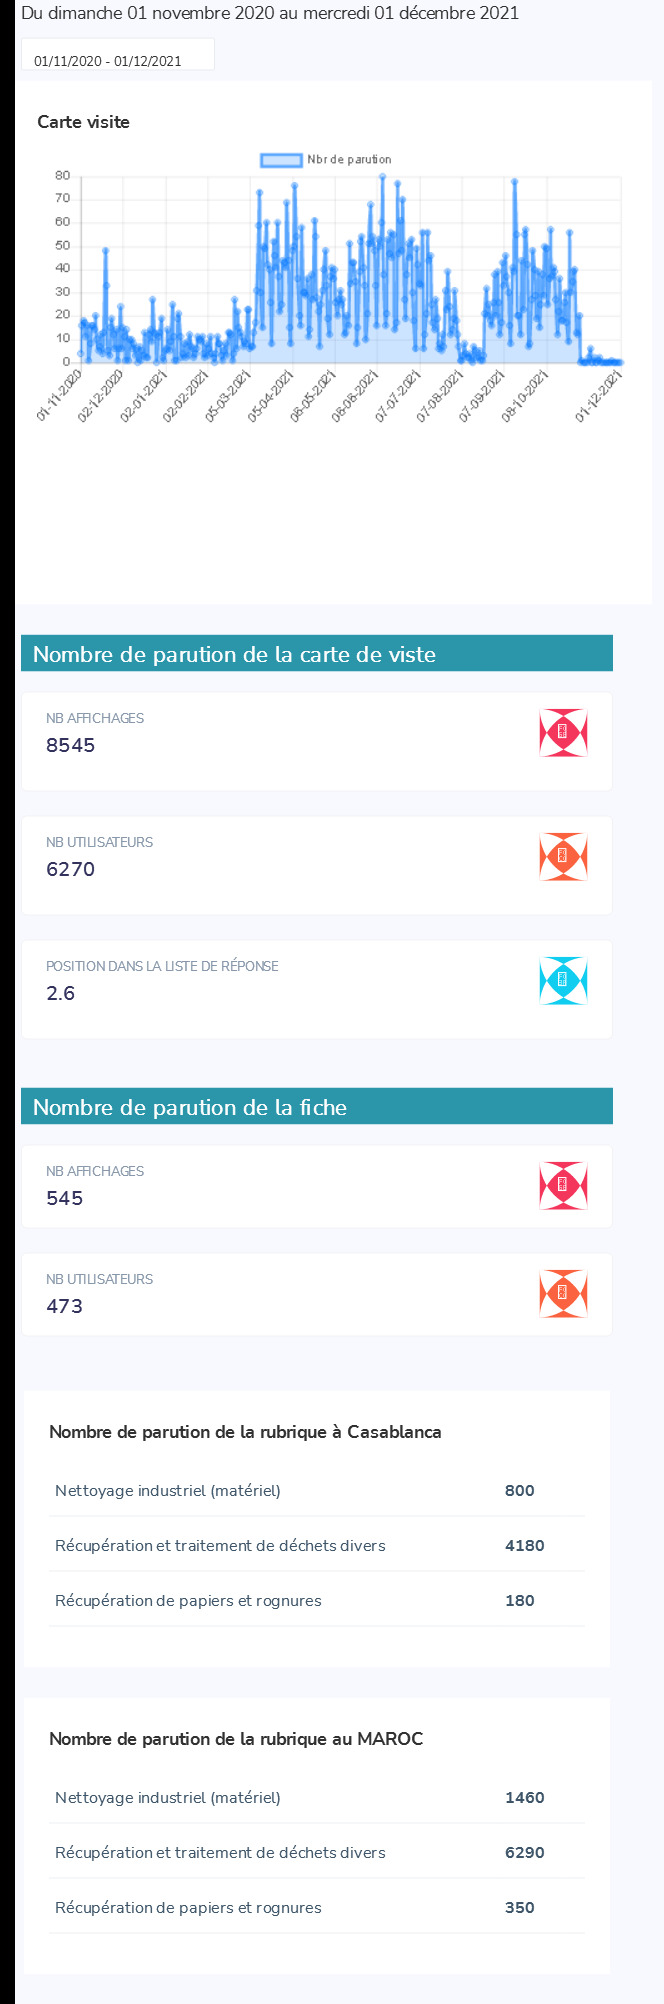 Du dimanche 01 novembre 2020 au mercredi 01 décembre 2021
01/11/2020 - 01/12/2021
Carte visite
Nbr de parution
80
70
60
50
40
30
20
10
0
01-11-2020
02-12-2020
02-01-2021
02-02-2021
05-03-2021
05-04-2021
06-05-2021
06-06-2021
07-07-2021
07-08-2021
07-09-2021
08-10-2021
01-12-2021
Nombre de parution de la carte de viste
NB AFFICHAGES
8545
NB UTILISATEURS
6270
POSITION DANS LA LISTE DE RÉPONSE
2.6
Nombre de parution de la fiche
NB AFFICHAGES
545
NB UTILISATEURS
473
Nombre de parution de la rubrique à Casablanca
Nettoyage industriel (matériel) 800
Récupération et traitement de déchets divers 4180
Récupération de papiers et rognures 180
Nombre de parution de la rubrique au MAROC
Nettoyage industriel (matériel) 1460
Récupération et traitement de déchets divers 6290
Récupération de papiers et rognures 350